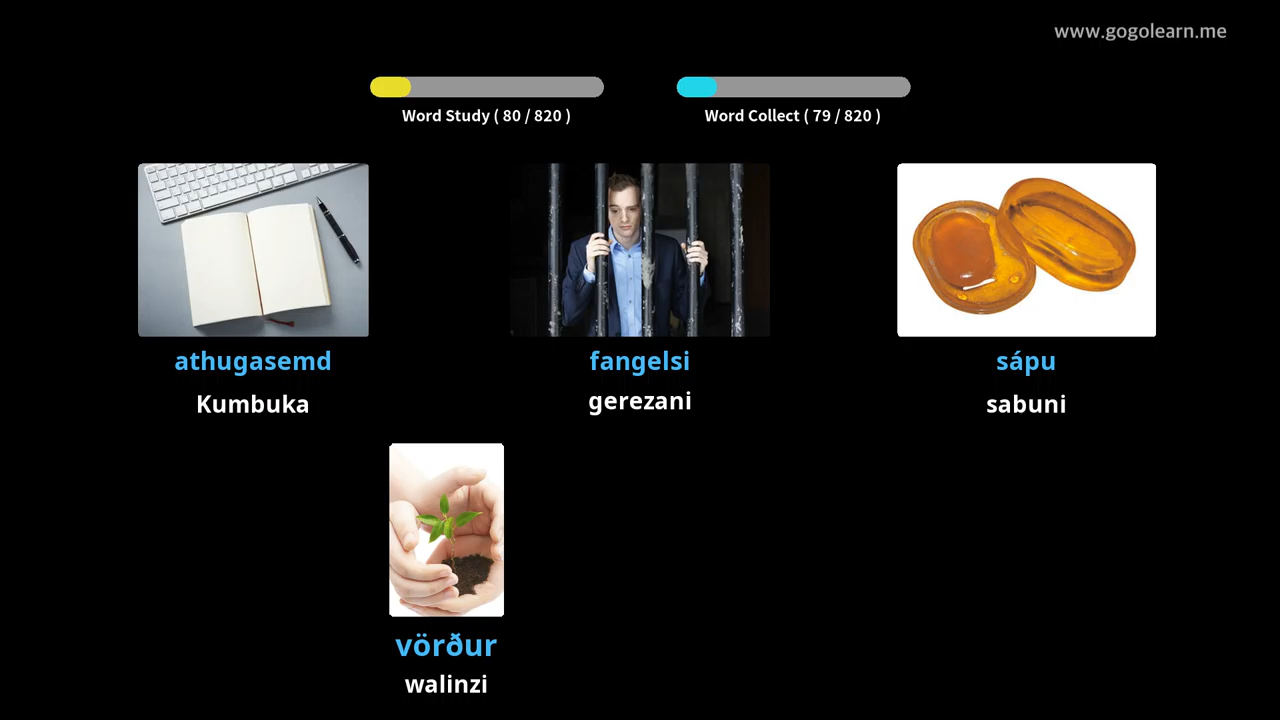 www.gogolearn.me
Word Study ( 80 / 820 )
Word Collect ( 79 / 820 )
athugasemd
Kumbuka
fangelsi
gerezani
sápu
sabuni
vörður
walinzi